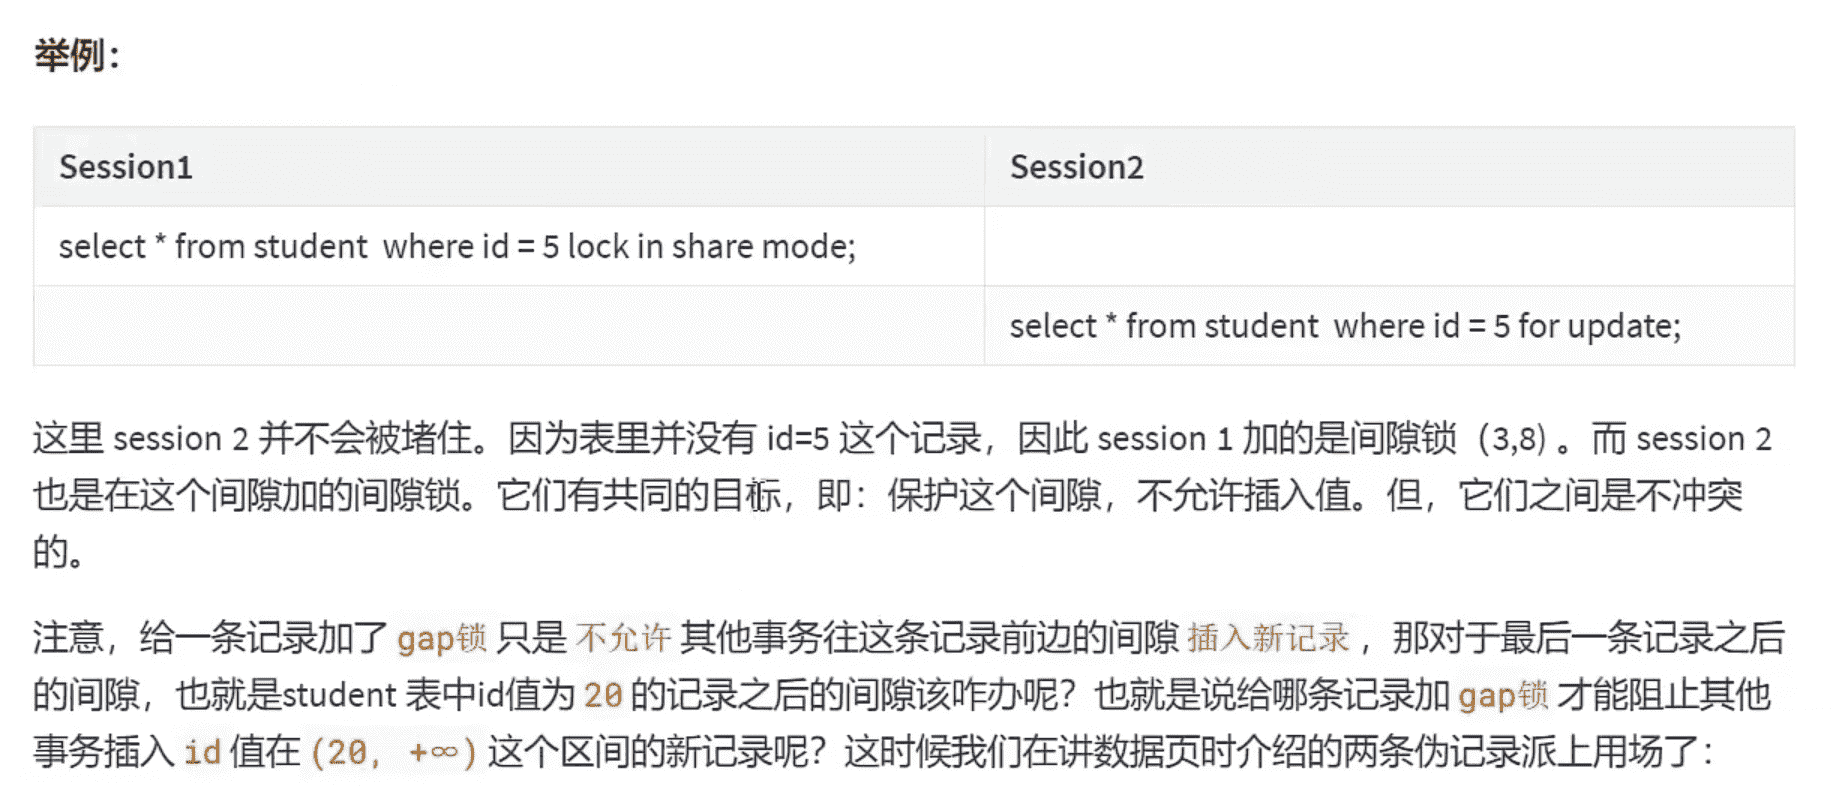 举例：
Session1 Session2
select * from student where id = 5 lock in share mode;
select * from student where id = 5 for update;
这里 session 2 并不会被堵住。因为表里并没有 id=5 这个记录，因此 session 1 加的是间隙锁（3,8）。而 session 2
也是在这个间隙加的间隙锁。它们有共同的目标，即：保护这个间隙，不允许插入值。但，它们之间是不冲突
的。
注意，给一条记录加了 gap锁 只是 不允许 其他事务往这条记录前边的间隙 插入新记录 ，那对于最后一条记录之后
的间隙，也就是student 表中id值为 20 的记录之后的间隙该咋办呢？也就是说给哪条记录加 gap锁 才能阻止其他
事务插入 id 值在 (20, +∞) 这个区间的新记录呢？这时候我们在讲数据页时介绍的两条伪记录派上用场了：